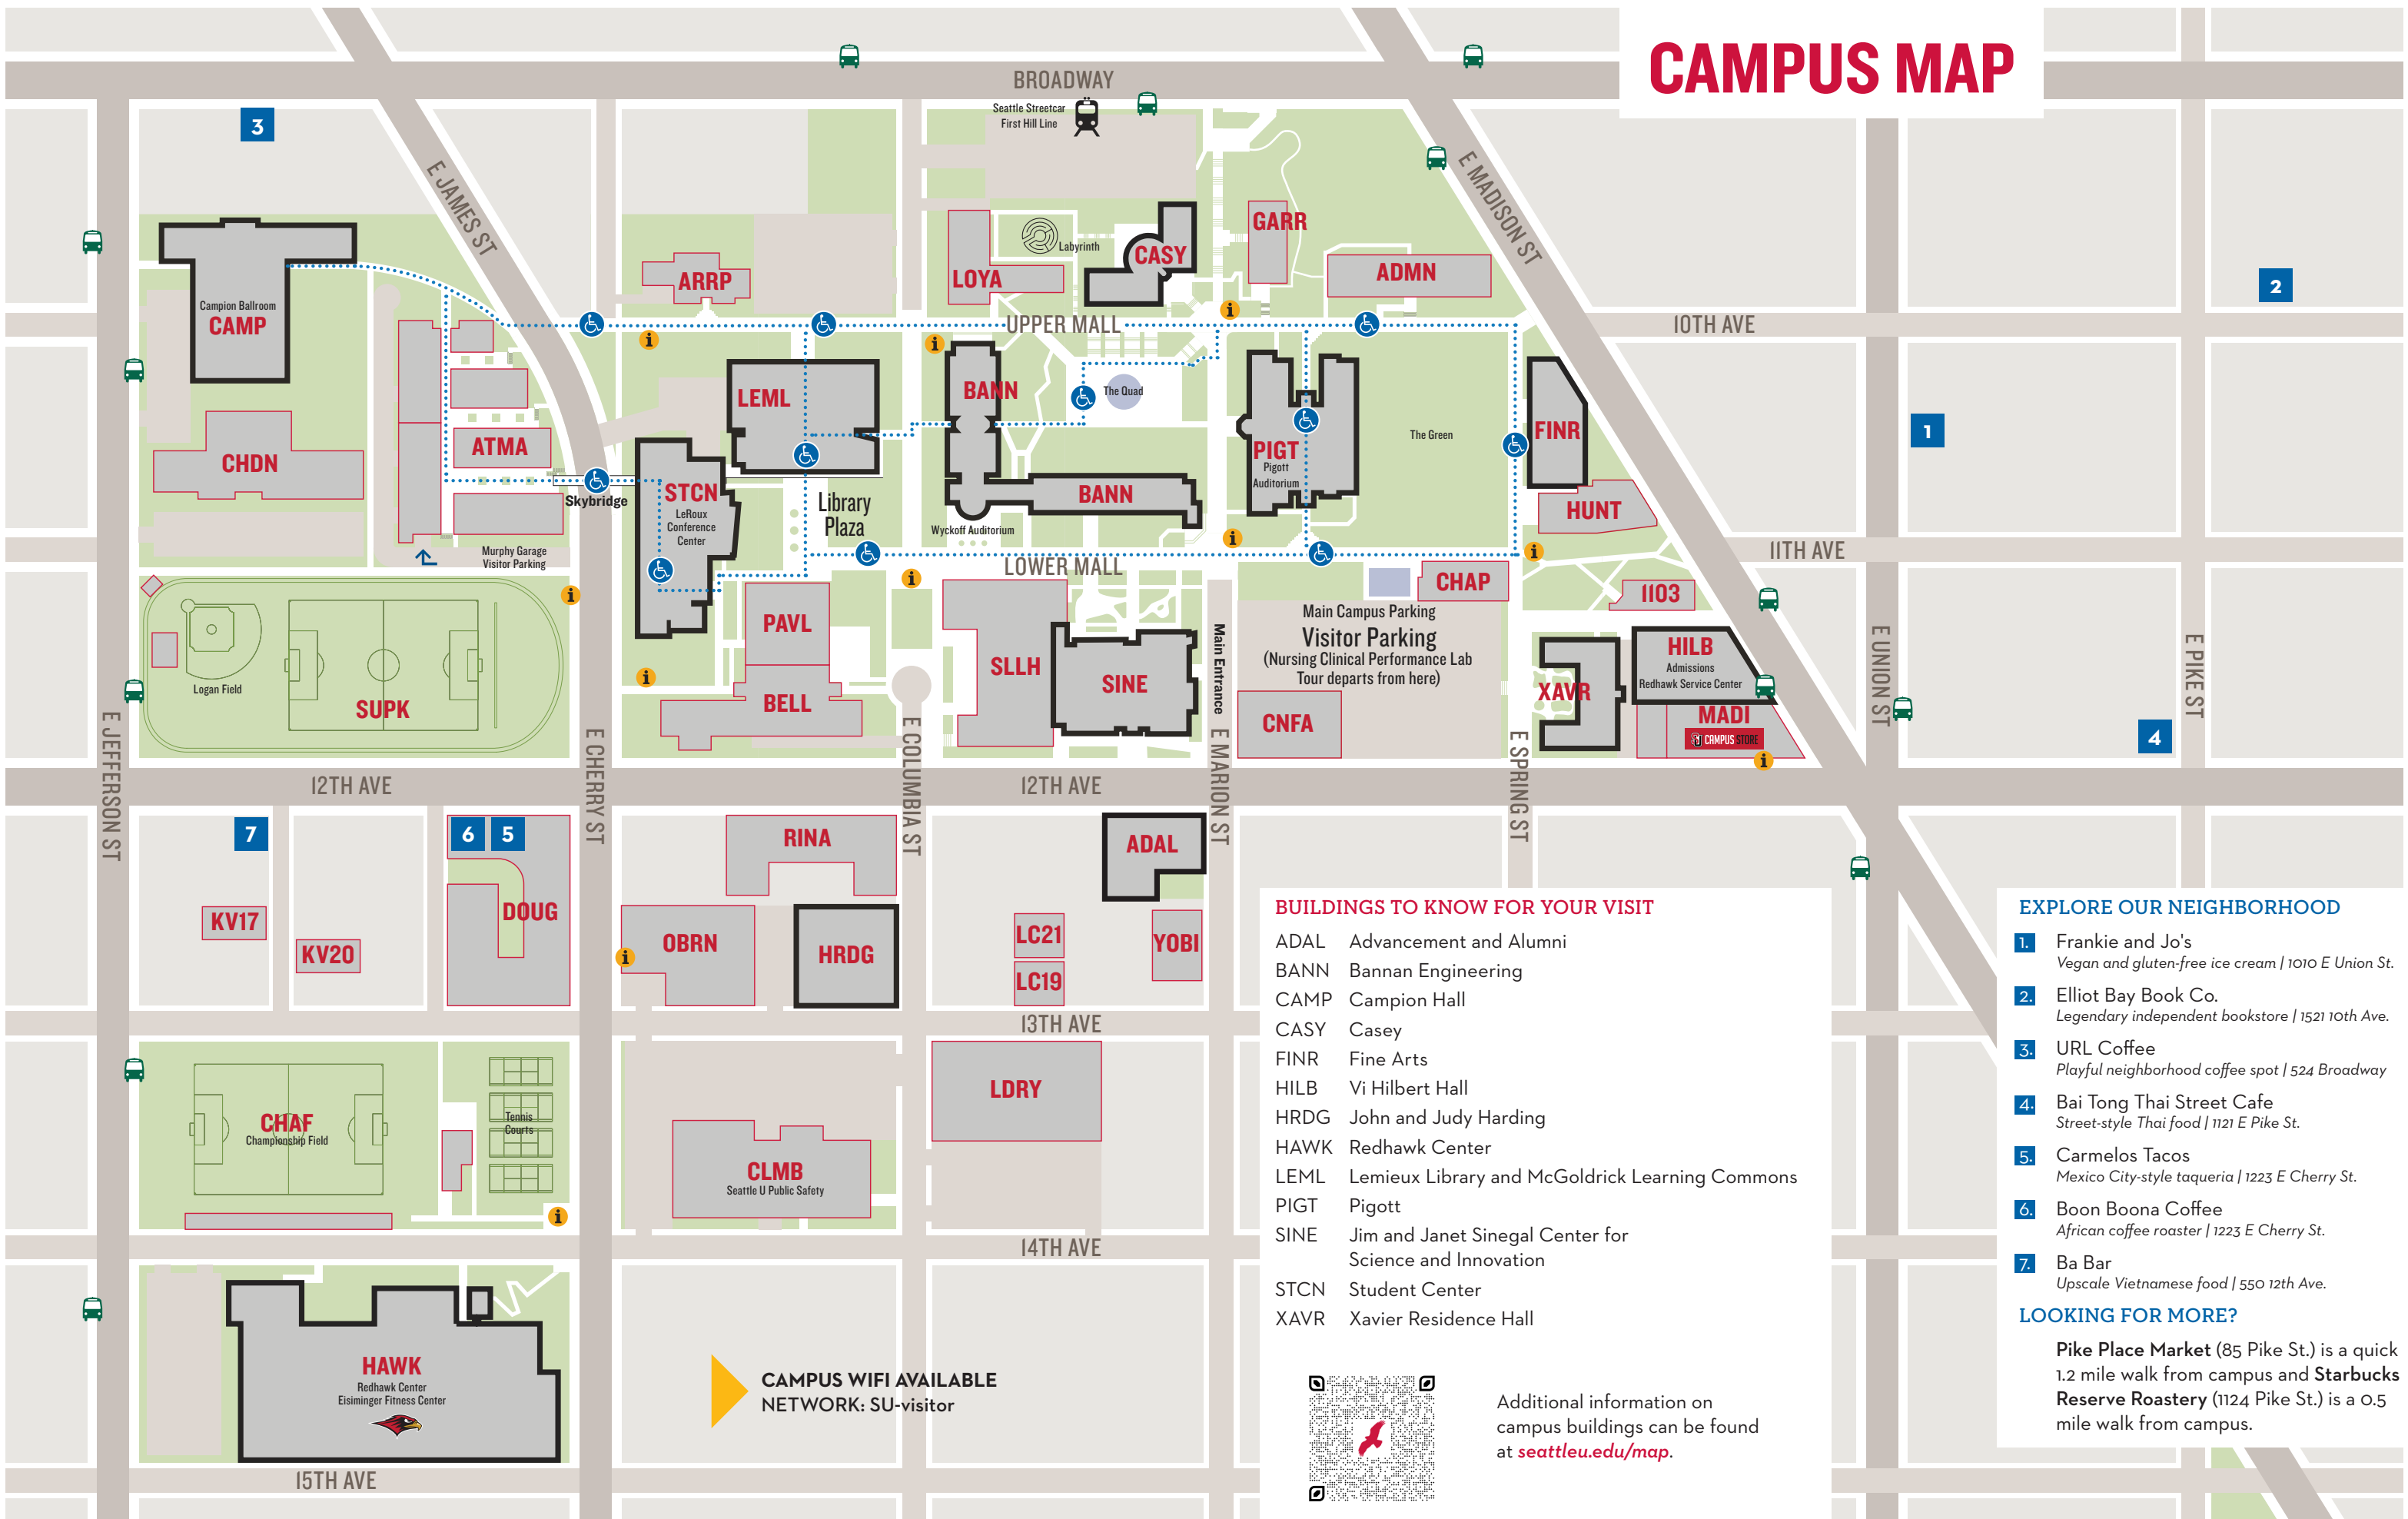 CAMPUS MAP
BROADWAY
Seattle Streetcar
First Hill Line
3
E JAMES ST
E MADISON ST
GARR
Labyrinth
CASY
LOYA
ARRP
ADMN
2
Campion Ballroom
CAMP
UPPER MALL
10TH AVE
LEML
BANN
The Quad
1
ATMA
CHDN
PIGT
Pigott
Auditorium
The Green
FINR
Skybridge
STCN
LeRoux
Conference
Center
Library
Plaza
BANN
Wyckoff Auditorium
HUNT
Murphy Garage
Visitor Parking
LOWER MALL
11TH AVE
CHAP
1103
Main Campus Parking
Visitor Parking
(Nursing Clinical Performance Lab
Tour departs from here)
Main Entrance
PAVL
SLLH
SINE
HILB
Admissions
Redhawk Service Center
XAVR
MADI
CAMPUS STORE
Logan Field
SUPK
BELL
CNFA
E UNION ST
E PIKE ST
4
E JEFFERSON ST
E CHERRY ST
E COLUMBIA ST
E MARION ST
E SPRING ST
12TH AVE
12TH AVE
7
6
5
RINA
ADAL
KV17
KV20
DOUG
OBRN
HRDG
LC21
LC19
YOBI
13TH AVE
CHAF
Championship Field
Tennis
Courts
LDRY
CLMB
Seattle U Public Safety
14TH AVE
HAWK
Redhawk Center
Eisiminger Fitness Center
15TH AVE
CAMPUS WIFI AVAILABLE
NETWORK: SU-visitor
BUILDINGS TO KNOW FOR YOUR VISIT
ADAL Advancement and Alumni
BANN Bannan Engineering
CAMP Campion Hall
CASY Casey
FINR Fine Arts
HILB Vi Hilbert Hall
HRDG John and Judy Harding
HAWK Redhawk Center
LEML Lemieux Library and McGoldrick Learning Commons
PIGT Pigott
SINE Jim and Janet Sinegal Center for
Science and Innovation
STCN Student Center
XAVR Xavier Residence Hall
Additional information on
campus buildings can be found
at seattleu.edu/map.
EXPLORE OUR NEIGHBORHOOD
1. Frankie and Jo's
Vegan and gluten-free ice cream | 1010 E Union St.
2. Elliot Bay Book Co.
Legendary independent bookstore | 1521 10th Ave.
3. URL Coffee
Playful neighborhood coffee spot | 524 Broadway
4. Bai Tong Thai Street Cafe
Street-style Thai food | 1121 E Pike St.
5. Carmelos Tacos
Mexico City-style taqueria | 1223 E Cherry St.
6. Boon Boona Coffee
African coffee roaster | 1223 E Cherry St.
7. Ba Bar
Upscale Vietnamese food | 550 12th Ave.
LOOKING FOR MORE?
Pike Place Market (85 Pike St.) is a quick
1.2 mile walk from campus and Starbucks
Reserve Roastery (1124 Pike St.) is a 0.5
mile walk from campus.